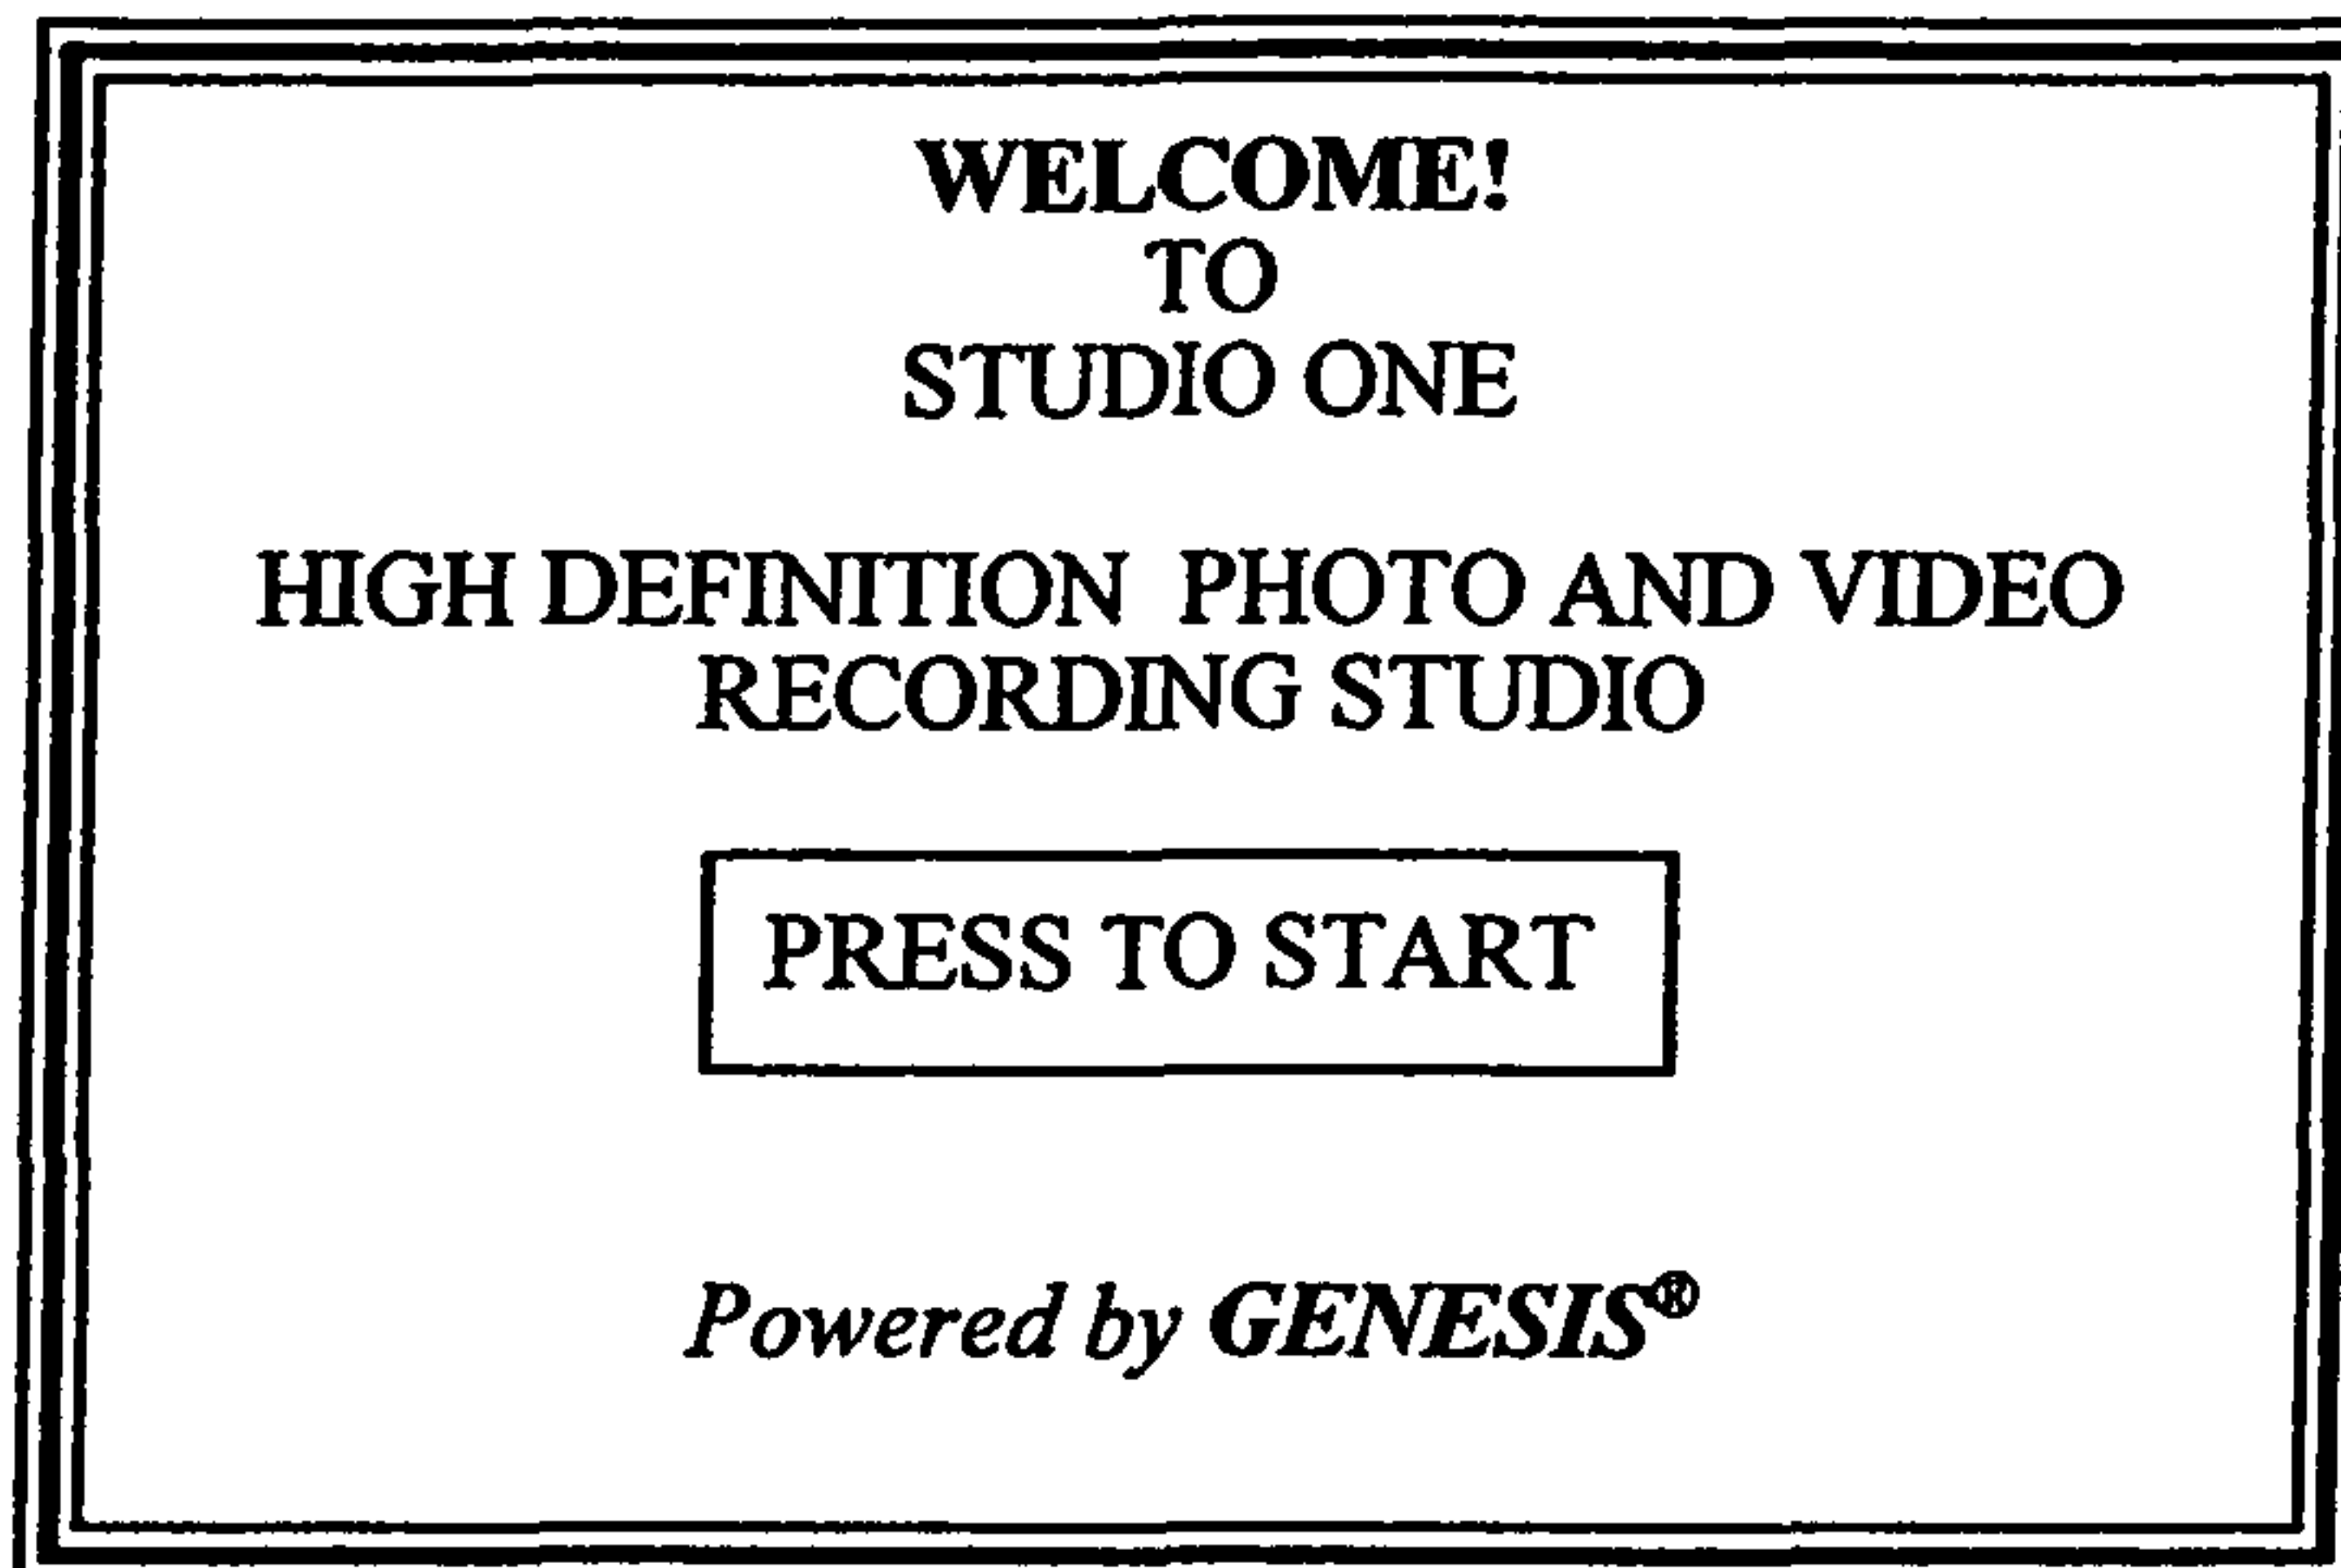 WELCOME!
TO
STUDIO ONE
HIGH DEFINITION PHOTO AND VIDEO
RECORDING STUDIO
PRESS TO START
Powered by GENESIS®